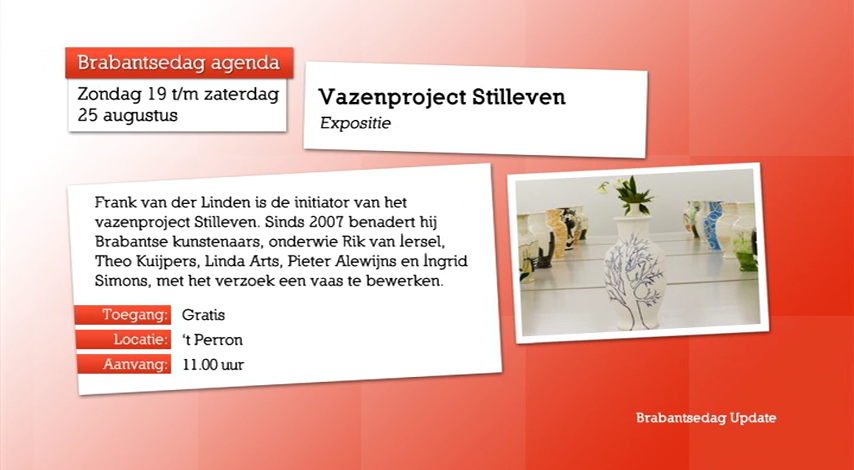 Brabantsedag agenda
Zondag 19 t/m zaterdag
25 augustus
Vazenproject Stilleven
Expositie
Frank van der Linden is de initiator van het
vazenproject Stilleven. Sinds 2007 benadert hij
Brabantse kunstenaars, onderwie Rik van Iersel,
Theo Kuijpers, Linda Arts, Pieter Alewijns en Ingrid
Simons, met het verzoek een vaas te bewerken.
Toegang: Gratis
Locatie: ‘t Perron
Aanvang: 11.00 uur
Brabantsedag Update